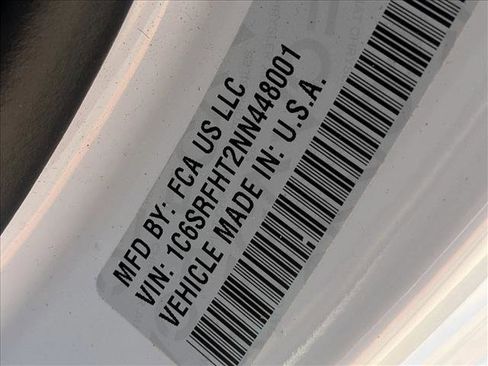 MFD BY: FCA US LLC
VIN: 1C6SRFHT2NN448001
VEHICLE MADE IN: U.S.A.